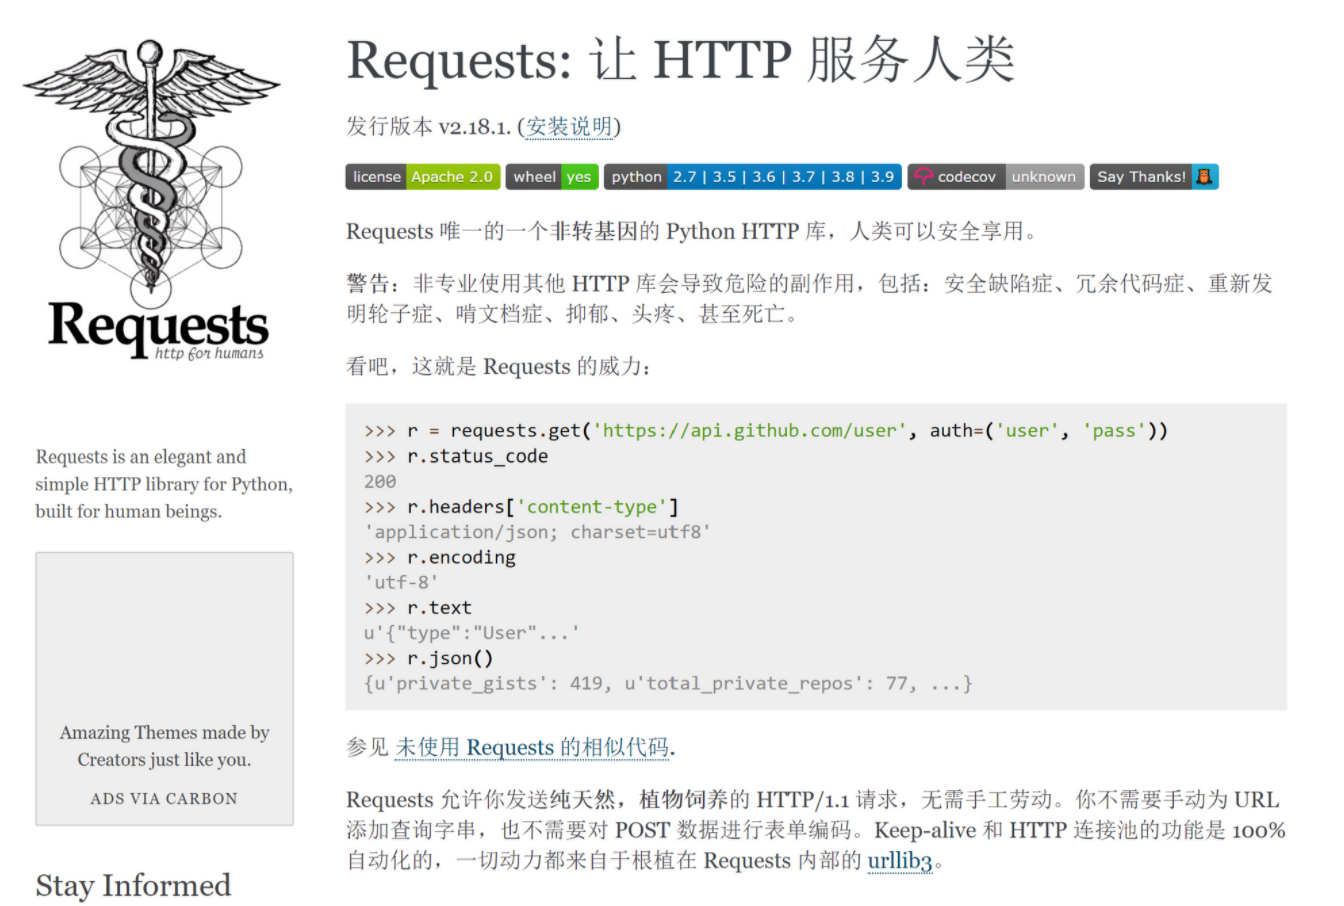 Requests
http for humans
Requests is an elegant and
simple HTTP library for Python,
built for human beings.
Amazing Themes made by
Creators just like you.
ADS VIA CARBON
Stay Informed
Requests: 让 HTTP 服务人类
发行版本 v2.18.1. (安装说明)
license Apache 2.0 wheel yes python 2.7 | 3.5 | 3.6 | 3.7 | 3.8 | 3.9 codecov unknown Say Thanks!
Requests 唯一的一个非转基因的 Python HTTP 库，人类可以安全享用。
警告：非专业使用其他 HTTP 库会导致危险的副作用，包括：安全缺陷症、冗余代码症、重新发
明轮子症、啃文档症、抑郁、头疼、甚至死亡。
看吧，这就是 Requests 的威力：
>>> r = requests.get('https://api.github.com/user', auth=('user', 'pass'))
>>> r.status_code
200
>>> r.headers['content-type']
'application/json; charset=utf8'
>>> r.encoding
'utf-8'
>>> r.text
u'{"type":"User"...'
>>> r.json()
{u'private_gists': 419, u'total_private_repos': 77, ...}
参见 未使用 Requests 的相似代码.
Requests 允许你发送纯天然，植物饲养的 HTTP/1.1 请求，无需手工劳动。你不需要手动为 URL
添加查询字串，也不需要对 POST 数据进行表单编码。Keep-alive 和 HTTP 连接池的功能是 100%
自动化的，一切动力都来自于根植在 Requests 内部的 urllib3。